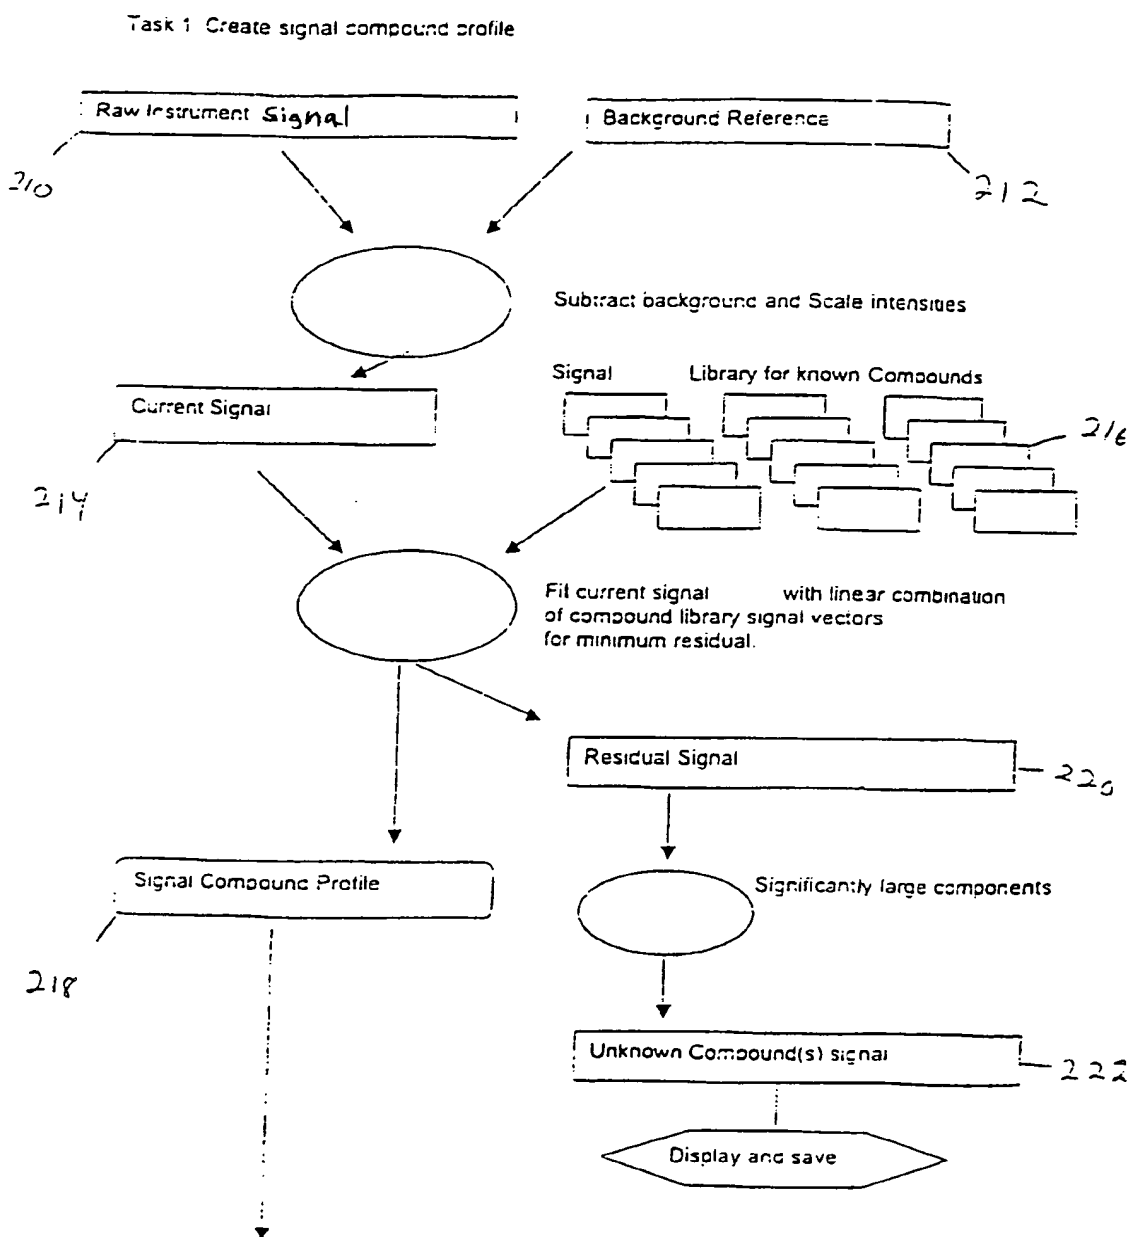 Task 1 Create signal compound profile
Raw Instrument Signal
Background Reference
210
212
Subtract background and Scale intensities
Signal Library for known Compounds
Current Signal
216
214
Fit current signal with linear combination
of compound library signal vectors
for minimum residual.
Residual Signal
220
Signal Compound Profile
Significantly large components
218
Unknown Compound(s) signal
222
Display and save